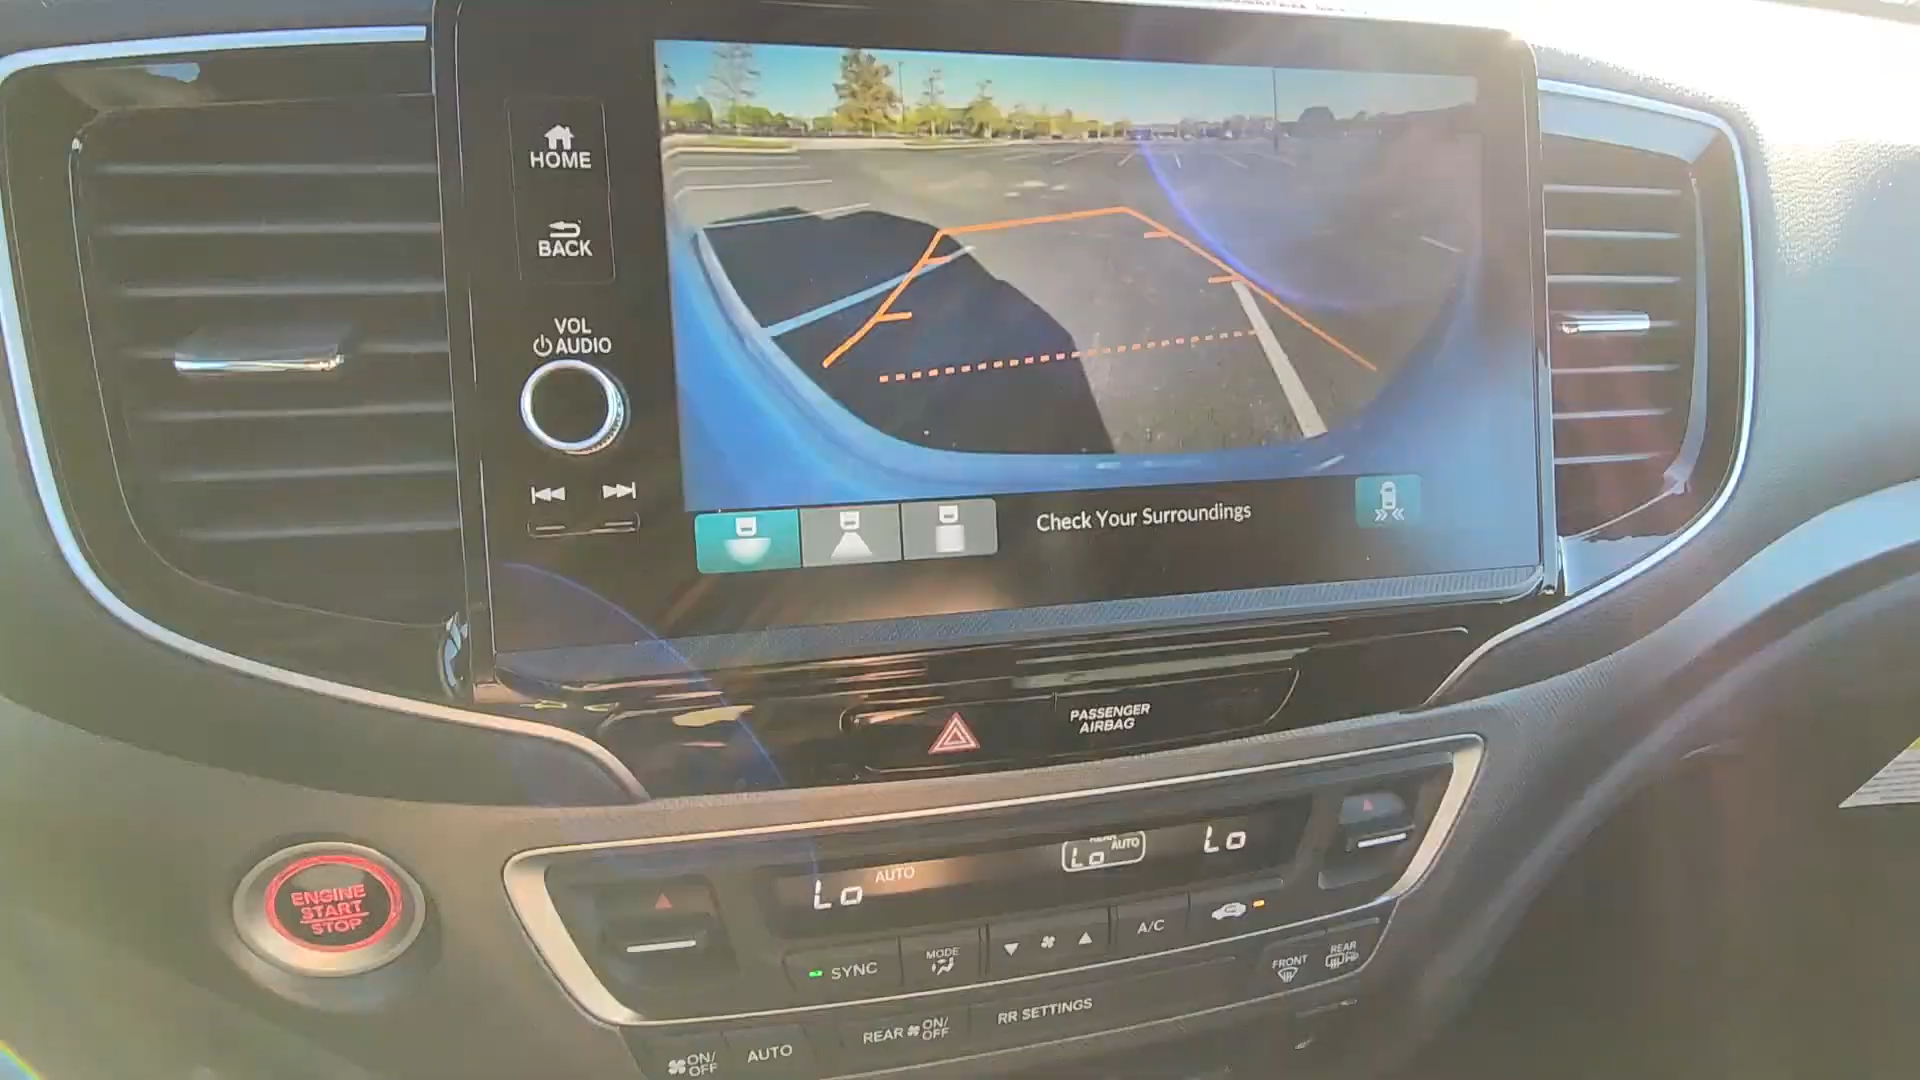 HOME
BACK
VOL
AUDIO
Check Your Surroundings
PASSENGER
AIRBAG
ENGINE
START
STOP
Lo
AUTO
REAR
Lo AUTO
Lo
SYNC
MODE
A/C
FRONT
REAR
ON/
OFF
AUTO
REAR ON/
OFF
RR SETTINGS